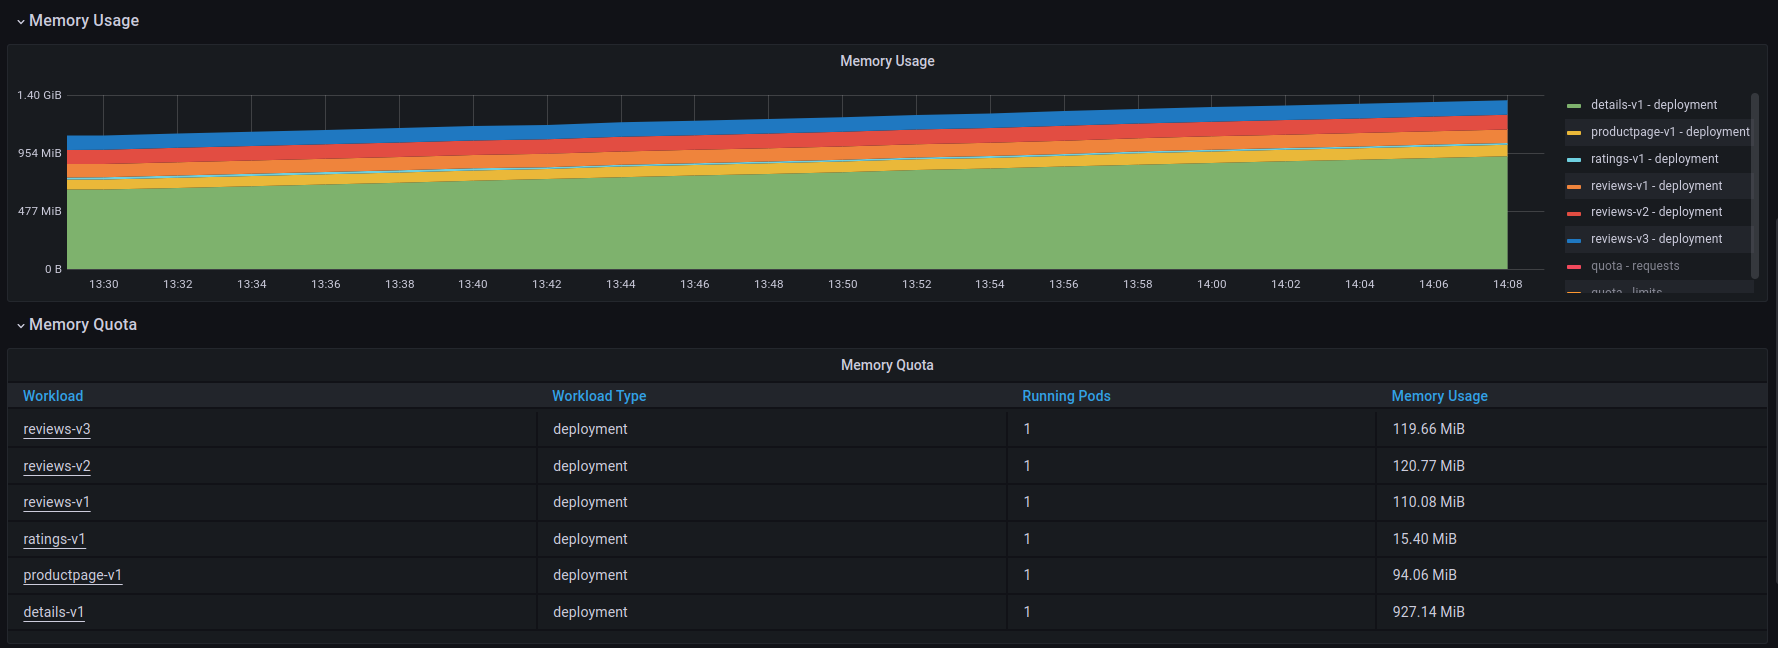 Memory Usage
Memory Usage
1.40 GiB
954 MiB
477 MiB
0 B
13:30 13:32 13:34 13:36 13:38 13:40 13:42 13:44 13:46 13:48 13:50 13:52 13:54 13:56 13:58 14:00 14:02 14:04 14:06 14:08
details-v1 - deployment
productpage-v1 - deployment
ratings-v1 - deployment
reviews-v1 - deployment
reviews-v2 - deployment
reviews-v3 - deployment
quota - requests
quota - limits
Memory Quota
Memory Quota
Workload Workload Type Running Pods Memory Usage
reviews-v3 deployment 1 119.66 MiB
reviews-v2 deployment 1 120.77 MiB
reviews-v1 deployment 1 110.08 MiB
ratings-v1 deployment 1 15.40 MiB
productpage-v1 deployment 1 94.06 MiB
details-v1 deployment 1 927.14 MiB